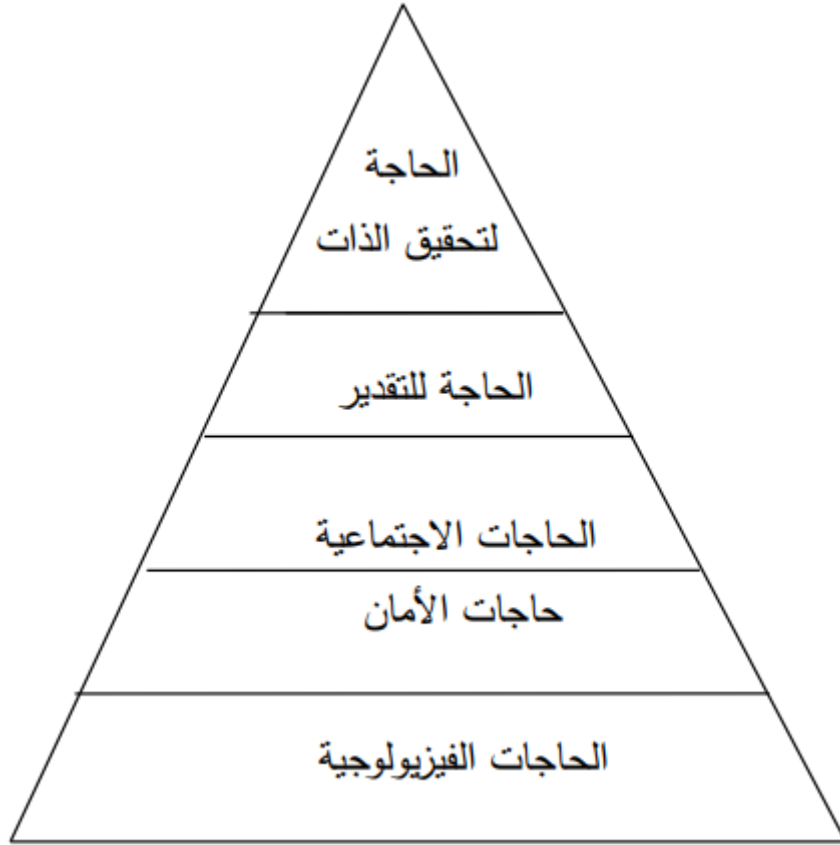 الحاجة
لتحقيق الذات
الحاجة للتقدير
الحاجات الاجتماعية
حاجات الأمان
الحاجات الفيزيولوجية